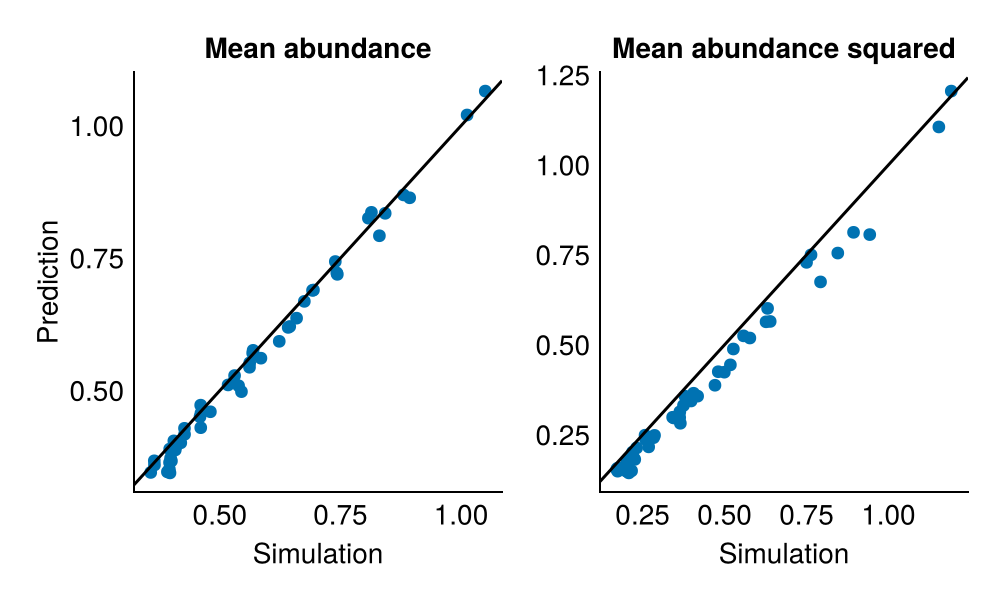 Mean abundance
Prediction
1.00
0.75
0.50
0.50 0.75 1.00
Simulation
Mean abundance squared
1.25
1.00
0.75
0.50
0.25
0.25 0.50 0.75 1.00
Simulation